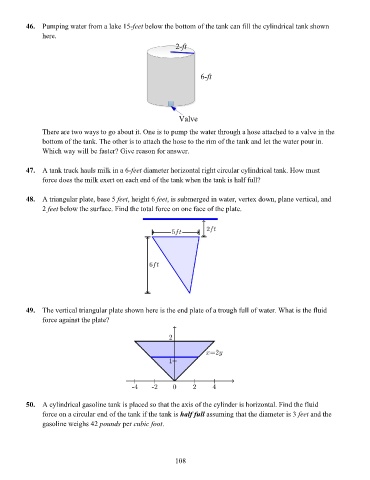 46. Pumping water from a lake 15-feet below the bottom of the tank can fill the cylindrical tank shown
here.
2-ft
6-ft
Valve
There are two ways to go about it. One is to pump the water through a hose attached to a valve in the
bottom of the tank. The other is to attach the hose to the rim of the tank and let the water pour in.
Which way will be faster? Give reason for answer.
47. A tank truck hauls milk in a 6-feet diameter horizontal right circular cylindrical tank. How must
force does the milk exert on each end of the tank when the tank is half full?
48. A triangular plate, base 5 feet, height 6 feet, is submerged in water, vertex down, plane vertical, and
2 feet below the surface. Find the total force on one face of the plate.
2ft
5ft
6ft
49. The vertical triangular plate shown here is the end plate of a trough full of water. What is the fluid
force against the plate?
2
x=2y
1
-4 -2 0 2 4
50. A cylindrical gasoline tank is placed so that the axis of the cylinder is horizontal. Find the fluid
force on a circular end of the tank if the tank is half full assuming that the diameter is 3 feet and the
gasoline weighs 42 pounds per cubic foot.
108